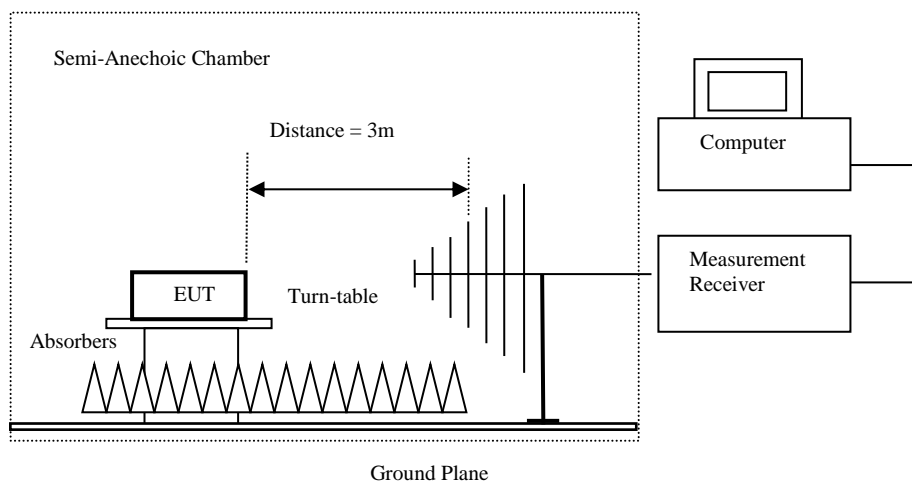 Semi-Anechoic Chamber
Distance = 3m
Computer
Measurement
Receiver
EUT
Turn-table
Absorbers
Ground Plane